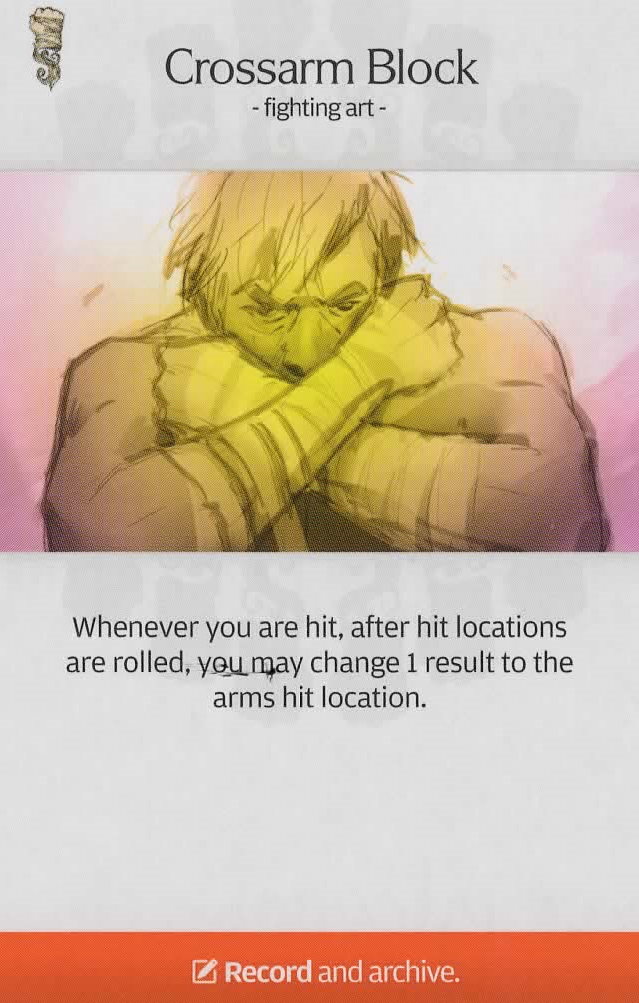 Crossarm Block
- fighting art -
Whenever you are hit, after hit locations
are rolled, you may change 1 result to the
arms hit location.
Record and archive.